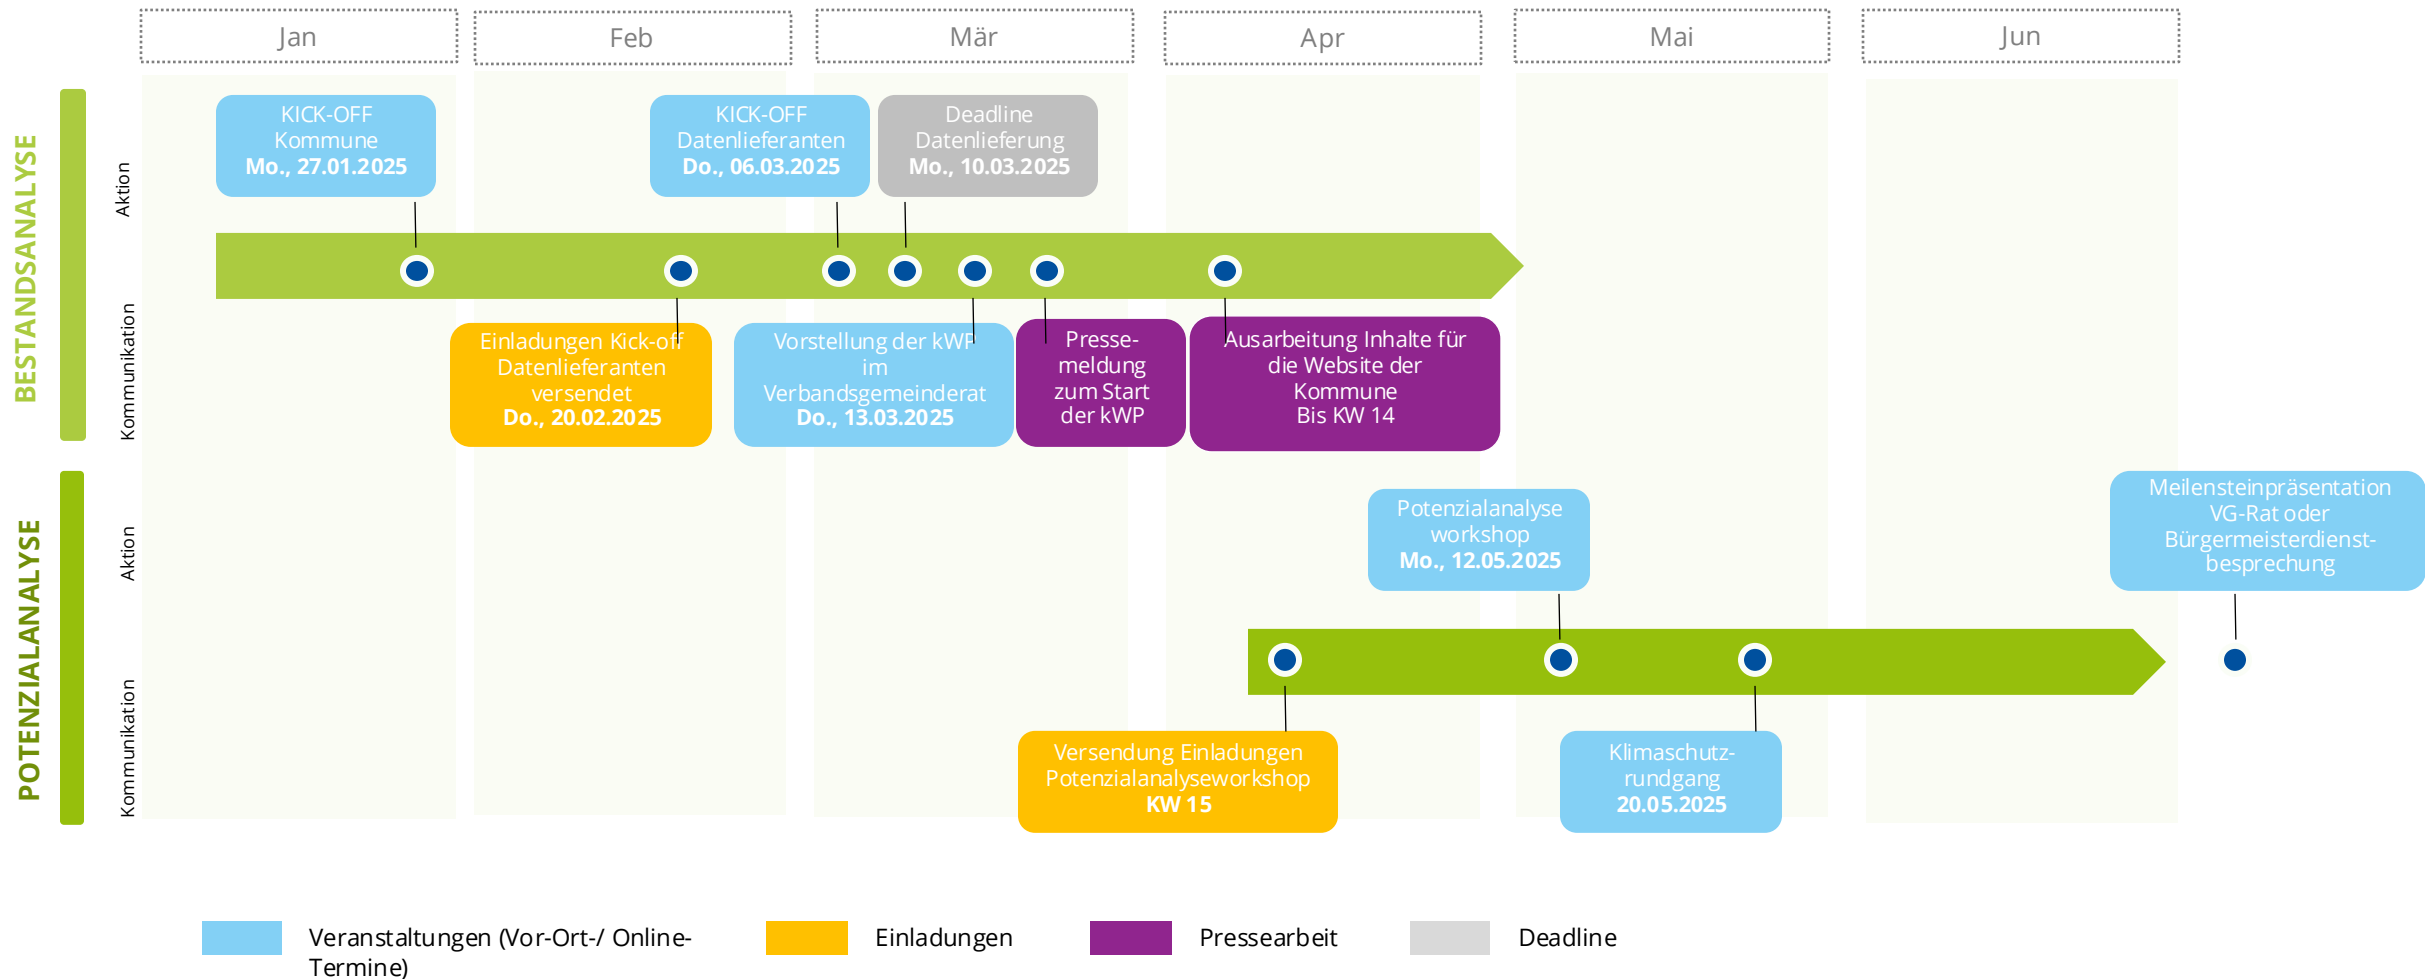 Jan
Feb
Mär
Apr
Mai
Jun
BESTANDSANALYSE
Aktion
KICK-OFF
Kommune
Mo., 27.01.2025
KICK-OFF
Datenlieferanten
Do., 06.03.2025
Deadline
Datenlieferung
Mo., 10.03.2025
Kommunikation
Einladungen Kick-off
Datenlieferanten
versendet
Do., 20.02.2025
Vorstellung der kWP
im
Verbandsgemeinderat
Do., 13.03.2025
Presse-
meldung
zum Start
der kWP
Ausarbeitung Inhalte für
die Website der
Kommune
Bis KW 14
POTENZIALANALYSE
Aktion
Potenzialanalyse
workshop
Mo., 12.05.2025
Meilensteinpräsentation
VG-Rat oder
Bürgermeisterdienst-
besprechung
Kommunikation
Versendung Einladungen
Potenzialanalyseworkshop
KW 15
Klimaschutz-
rundgang
20.05.2025
Veranstaltungen (Vor-Ort-/ Online-
Termine)
Einladungen
Pressearbeit
Deadline